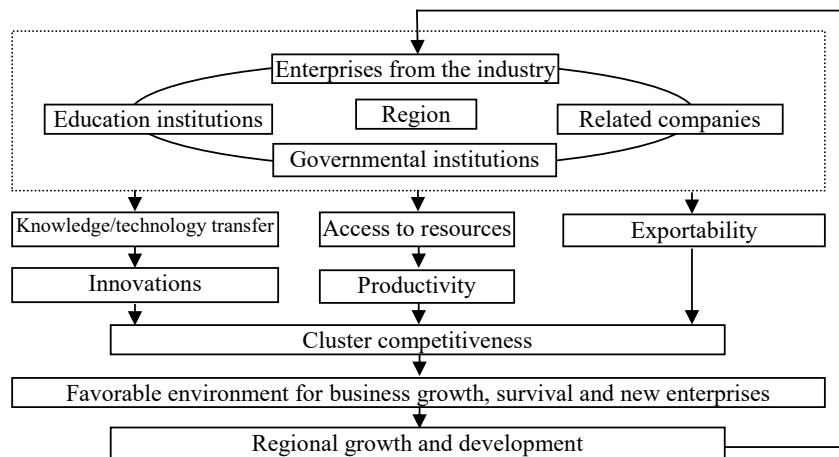 Enterprises from the industry
Education institutions
Region
Related companies
Governmental institutions
Knowledge/technology transfer
Access to resources
Exportability
Innovations
Productivity
Cluster competitiveness
Favorable environment for business growth, survival and new enterprises
Regional growth and development